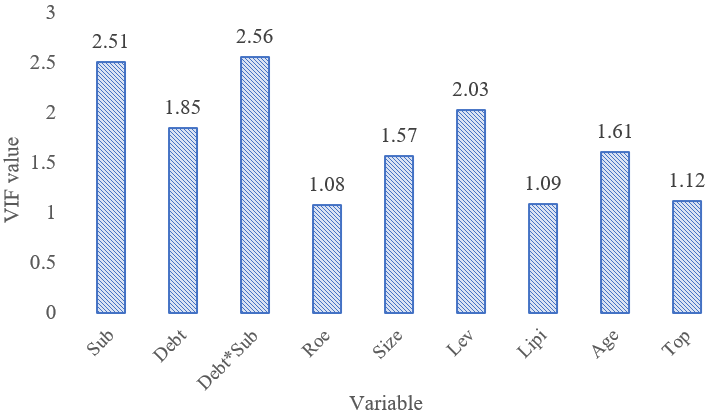 3
2.5
2
1.5
1
0.5
0
VIF value
2.51
1.85
2.56
1.08
1.57
2.03
1.09
1.61
1.12
Sub
Debt
Debt*Sub
Roe
Size
Lev
Lipi
Age
Top
Variable